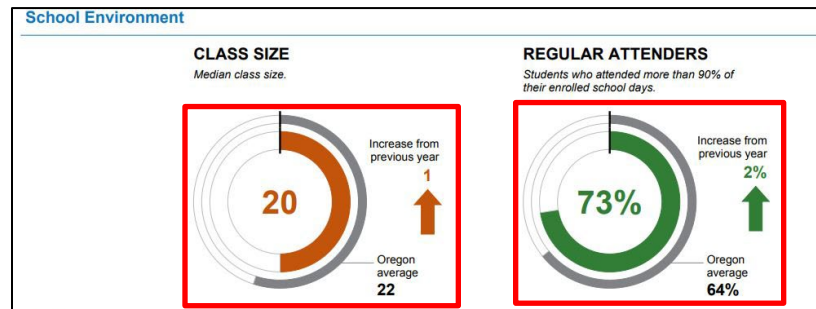 School Environment
CLASS SIZE
Median class size.
Increase from
previous year
1
20
Oregon
average
22
REGULAR ATTENDERS
Students who attended more than 90% of
their enrolled school days.
Increase from
previous year
2%
73%
Oregon
average
64%